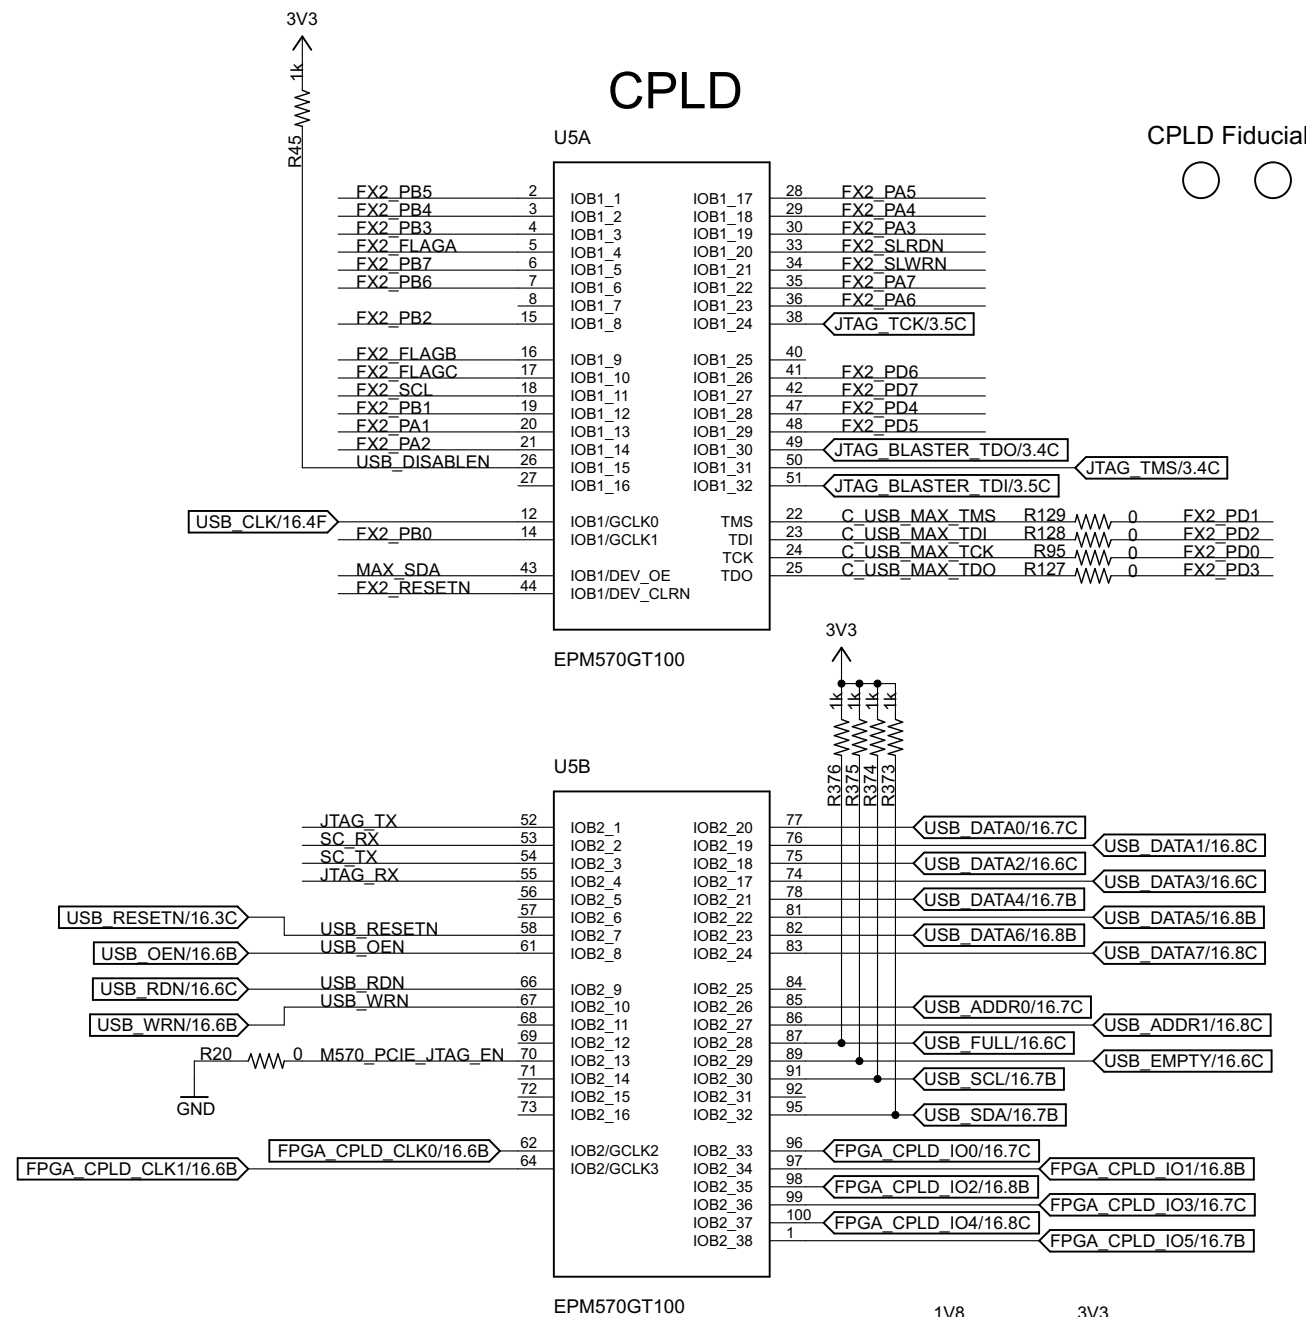 3V3
1k
R45
CPLD
CPLD Fiducial
U5A
FX2_PB5 2 IOB1_1 IOB1_17 28 FX2_PA5
FX2_PB4 3 IOB1_2 IOB1_18 29 FX2_PA4
FX2_PB3 4 IOB1_3 IOB1_19 30 FX2_PA3
FX2_FLAGA 5 IOB1_4 IOB1_20 33 FX2_SLRDN
FX2_PB7 6 IOB1_5 IOB1_21 34 FX2_SLWRN
FX2_PB6 7 IOB1_6 IOB1_22 35 FX2_PA7
8 IOB1_7 IOB1_23 36 FX2_PA6
FX2_PB2 15 IOB1_8 IOB1_24 38 JTAG_TCK/3.5C
FX2_FLAGB 16 IOB1_9 IOB1_25 40
FX2_FLAGC 17 IOB1_10 IOB1_26 41 FX2_PD6
FX2_SCL 18 IOB1_11 IOB1_27 42 FX2_PD7
FX2_PB1 19 IOB1_12 IOB1_28 47 FX2_PD4
FX2_PA1 20 IOB1_13 IOB1_29 48 FX2_PD5
FX2_PA2 21 IOB1_14 IOB1_30 49 JTAG_BLASTER_TDO/3.4C
USB_DISABLEN 26 IOB1_15 IOB1_31 50 JTAG_TMS/3.4C
27 IOB1_16 IOB1_32 51 JTAG_BLASTER_TDI/3.5C
USB_CLK/16.4F 12 IOB1/GCLK0 TMS 22 C_USB_MAX_TMS R129 0 FX2_PD1
FX2_PB0 14 IOB1/GCLK1 TDI 23 C_USB_MAX_TDI R128 0 FX2_PD2
TCK 24 C_USB_MAX_TCK R95 0 FX2_PD0
MAX_SDA 43 IOB1/DEV_OE TDO 25 C_USB_MAX_TDO R127 0 FX2_PD3
FX2_RESETN 44 IOB1/DEV_CLRN
EPM570GT100
3V3
1k 1k 1k 1k
R376 R375 R374 R373
U5B
JTAG_TX 52 IOB2_1 IOB2_20 77 USB_DATA0/16.7C
SC_RX 53 IOB2_2 IOB2_19 76 USB_DATA1/16.8C
SC_TX 54 IOB2_3 IOB2_18 75 USB_DATA2/16.6C
JTAG_RX 55 IOB2_4 IOB2_17 74 USB_DATA3/16.6C
56 IOB2_5 IOB2_21 78 USB_DATA4/16.7B
USB_RESETN/16.3C 57 IOB2_6 IOB2_22 81 USB_DATA5/16.8B
USB_RESETN 58 IOB2_7 IOB2_23 82 USB_DATA6/16.8B
USB_OEN/16.6B USB_OEN 61 IOB2_8 IOB2_24 83 USB_DATA7/16.8C
USB_RDN/16.6C USB_RDN 66 IOB2_9 IOB2_25 84
USB_WRN 67 IOB2_10 IOB2_26 85 USB_ADDR0/16.7C
USB_WRN/16.6B 68 IOB2_11 IOB2_27 86 USB_ADDR1/16.8C
69 IOB2_12 IOB2_28 87 USB_FULL/16.6C
R20 0 M570_PCIE_JTAG_EN 70 IOB2_13 IOB2_29 89 USB_EMPTY/16.6C
71 IOB2_14 IOB2_30 91 USB_SCL/16.7B
72 IOB2_15 IOB2_31 92
GND 73 IOB2_16 IOB2_32 95 USB_SDA/16.7B
FPGA_CPLD_CLK0/16.6B 62 IOB2/GCLK2 IOB2_33 96 FPGA_CPLD_IO0/16.7C
FPGA_CPLD_CLK1/16.6B 64 IOB2/GCLK3 IOB2_34 97 FPGA_CPLD_IO1/16.8B
IOB2_35 98 FPGA_CPLD_IO2/16.8B
IOB2_36 99 FPGA_CPLD_IO3/16.7C
IOB2_37 100 FPGA_CPLD_IO4/16.8C
IOB2_38 1 FPGA_CPLD_IO5/16.7B
EPM570GT100
1V8 3V3